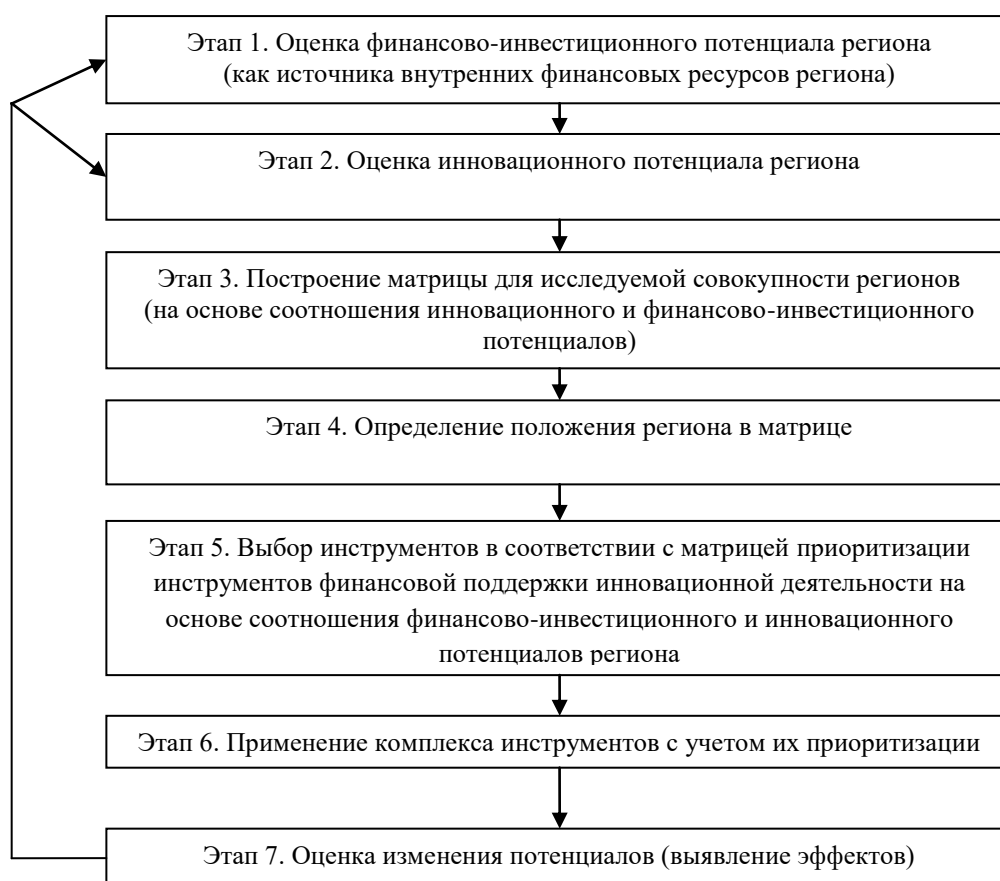 Этап 1. Оценка финансово-инвестиционного потенциала региона
(как источника внутренних финансовых ресурсов региона)
Этап 2. Оценка инновационного потенциала региона
Этап 3. Построение матрицы для исследуемой совокупности регионов
(на основе соотношения инновационного и финансово-инвестиционного
потенциалов)
Этап 4. Определение положения региона в матрице
Этап 5. Выбор инструментов в соответствии с матрицей приоритизации
инструментов финансовой поддержки инновационной деятельности на
основе соотношения финансово-инвестиционного и инновационного
потенциалов региона
Этап 6. Применение комплекса инструментов с учетом их приоритизации
Этап 7. Оценка изменения потенциалов (выявление эффектов)